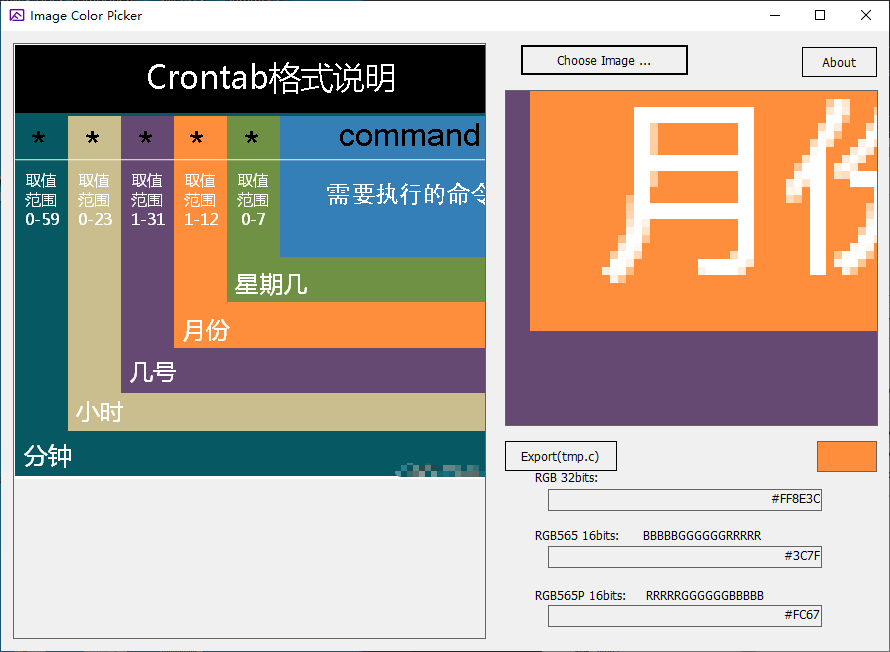 Image Color Picker
Crontab格式说明
* * * * * command
取值 取值 取值 取值 取值
范围 范围 范围 范围 范围
0-59 0-23 1-31 1-12 0-7
需要执行的命令
星期几
月份
几号
小时
分钟
Choose Image ...
About
月份
Export(tmp.c)
RGB 32bits:
#FF8E3C
RGB565 16bits: BBBBBGGGGGGRRRRR
#3C7F
RGB565P 16bits: RRRRRGGGGGGBBBBB
#FC67